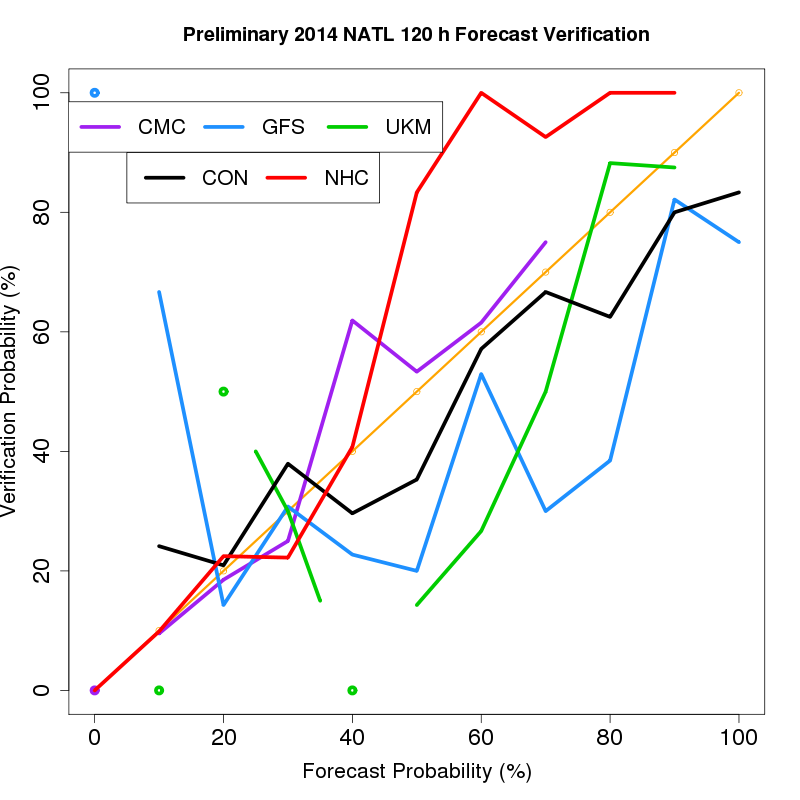 Preliminary 2014 NATL 120 h Forecast Verification
Verification Probability (%)
100
80
60
40
20
0
CMC GFS UKM
CON NHC
0 20 40 60 80 100
Forecast Probability (%)